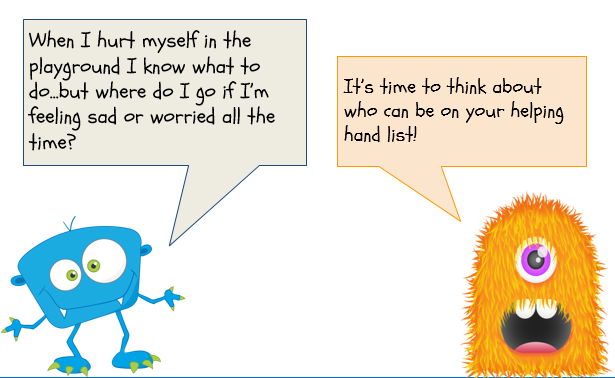 When I hurt myself in the
playground I know what to
do...but where do I go if I'm
feeling sad or worried all the
time?
It's time to think about
who can be on your helping
hand list!